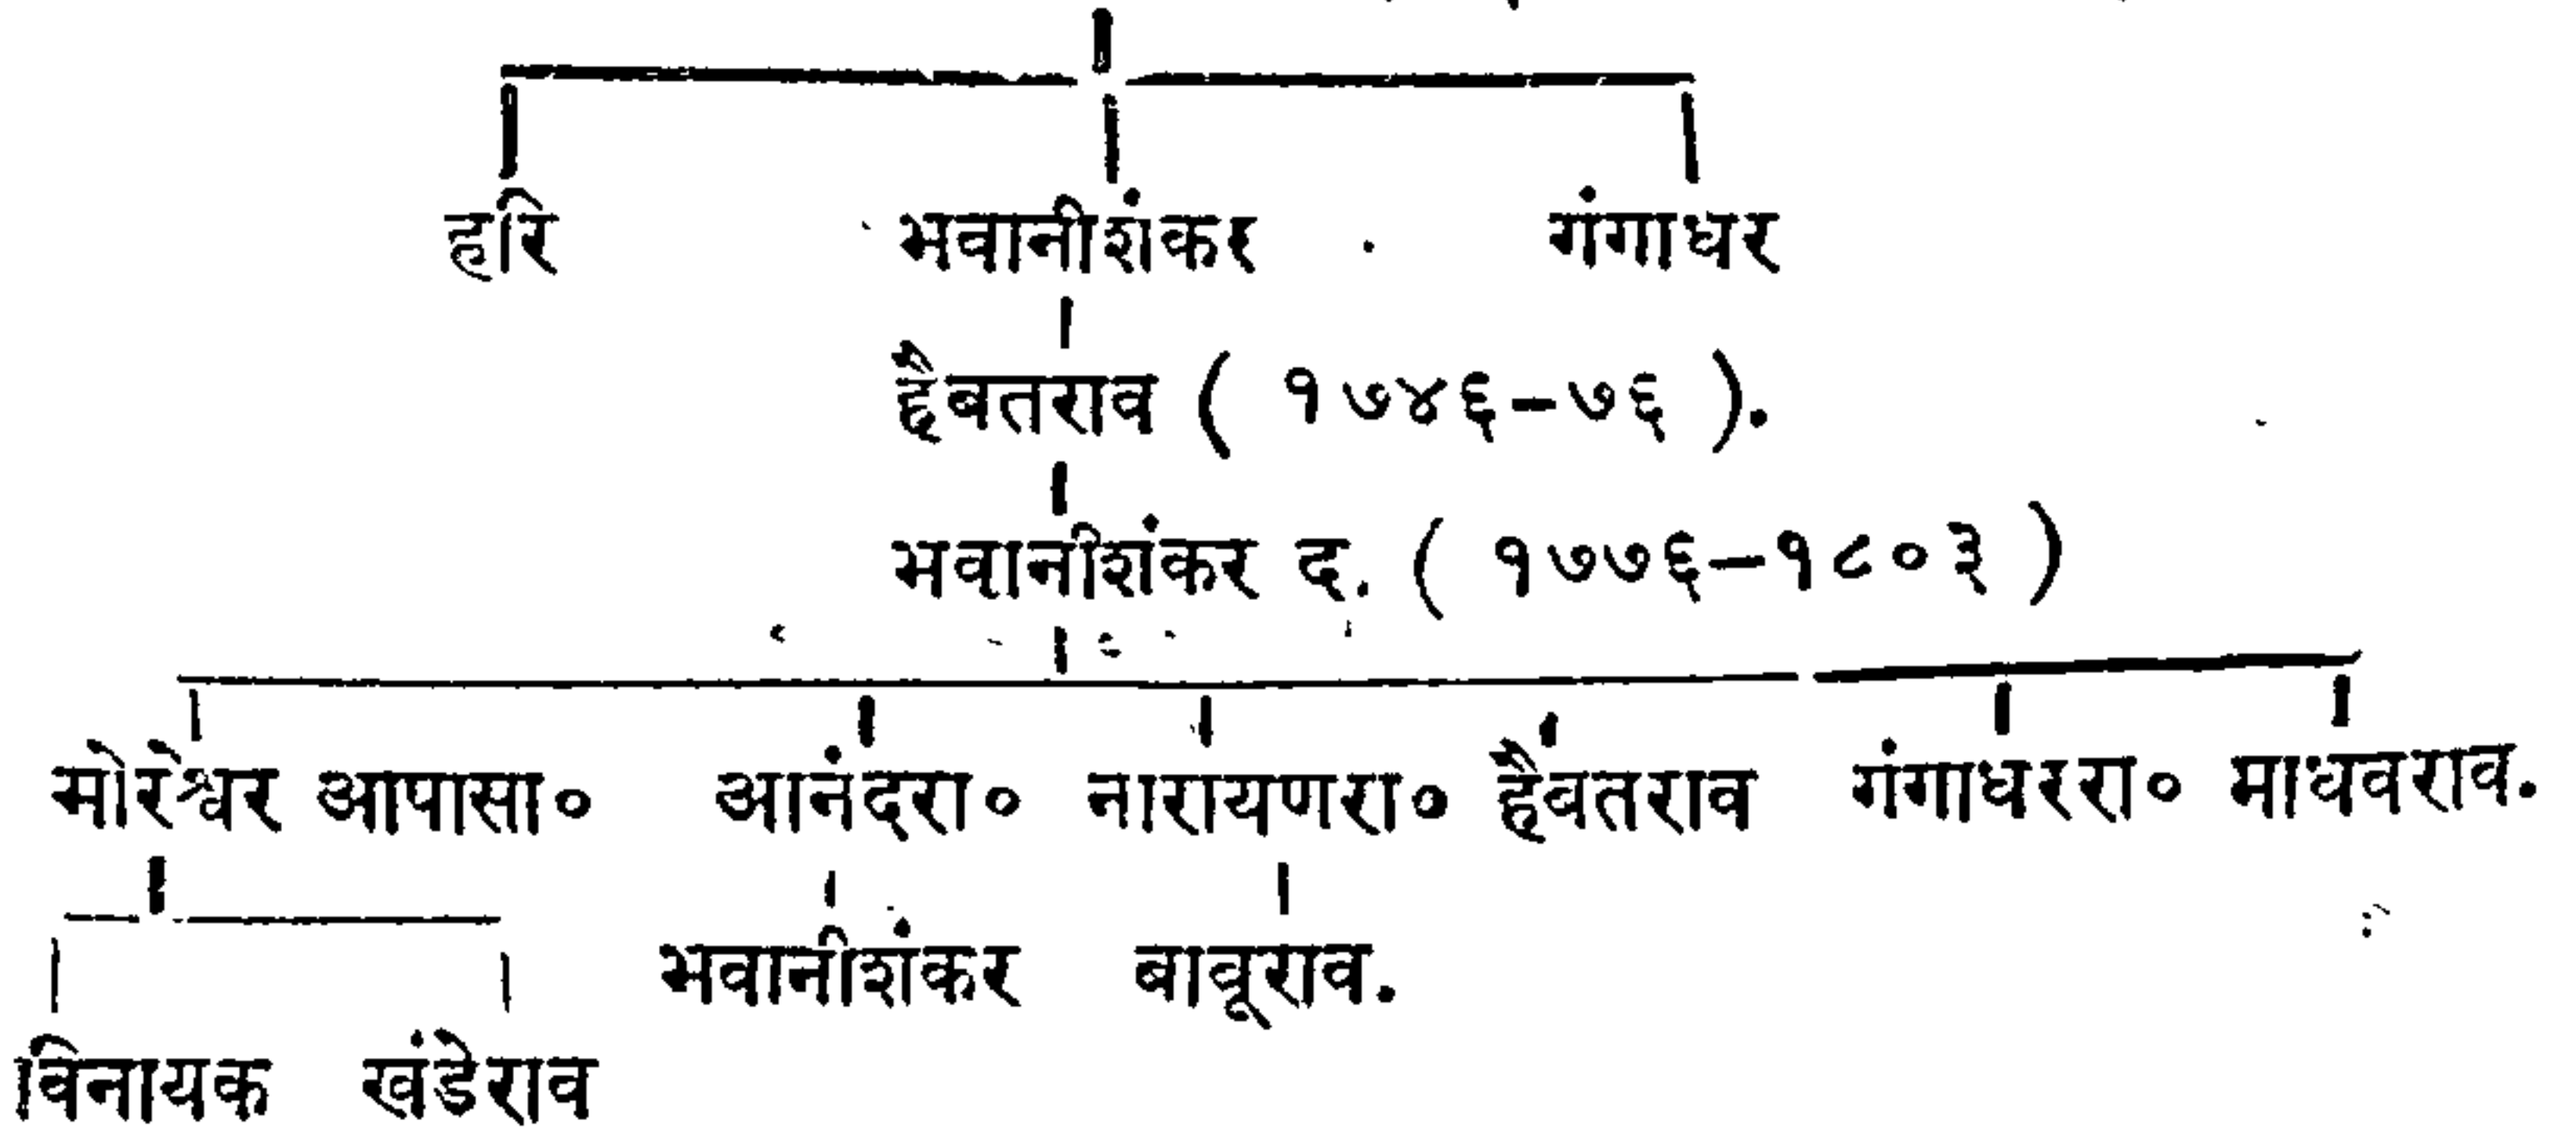 हरि भवानीशंकर गंगाधर
हैबतराव ( १७४६-७६ ).
भवानीशंकर द. ( १७७६-१८०३ )
मोरेश्वर आपासा० आनंदरा० नारायणरा० हैबतराव गंगाधररा० माधवराव.
भवानीशंकर बाबूराव.
विनायक खंडेराव